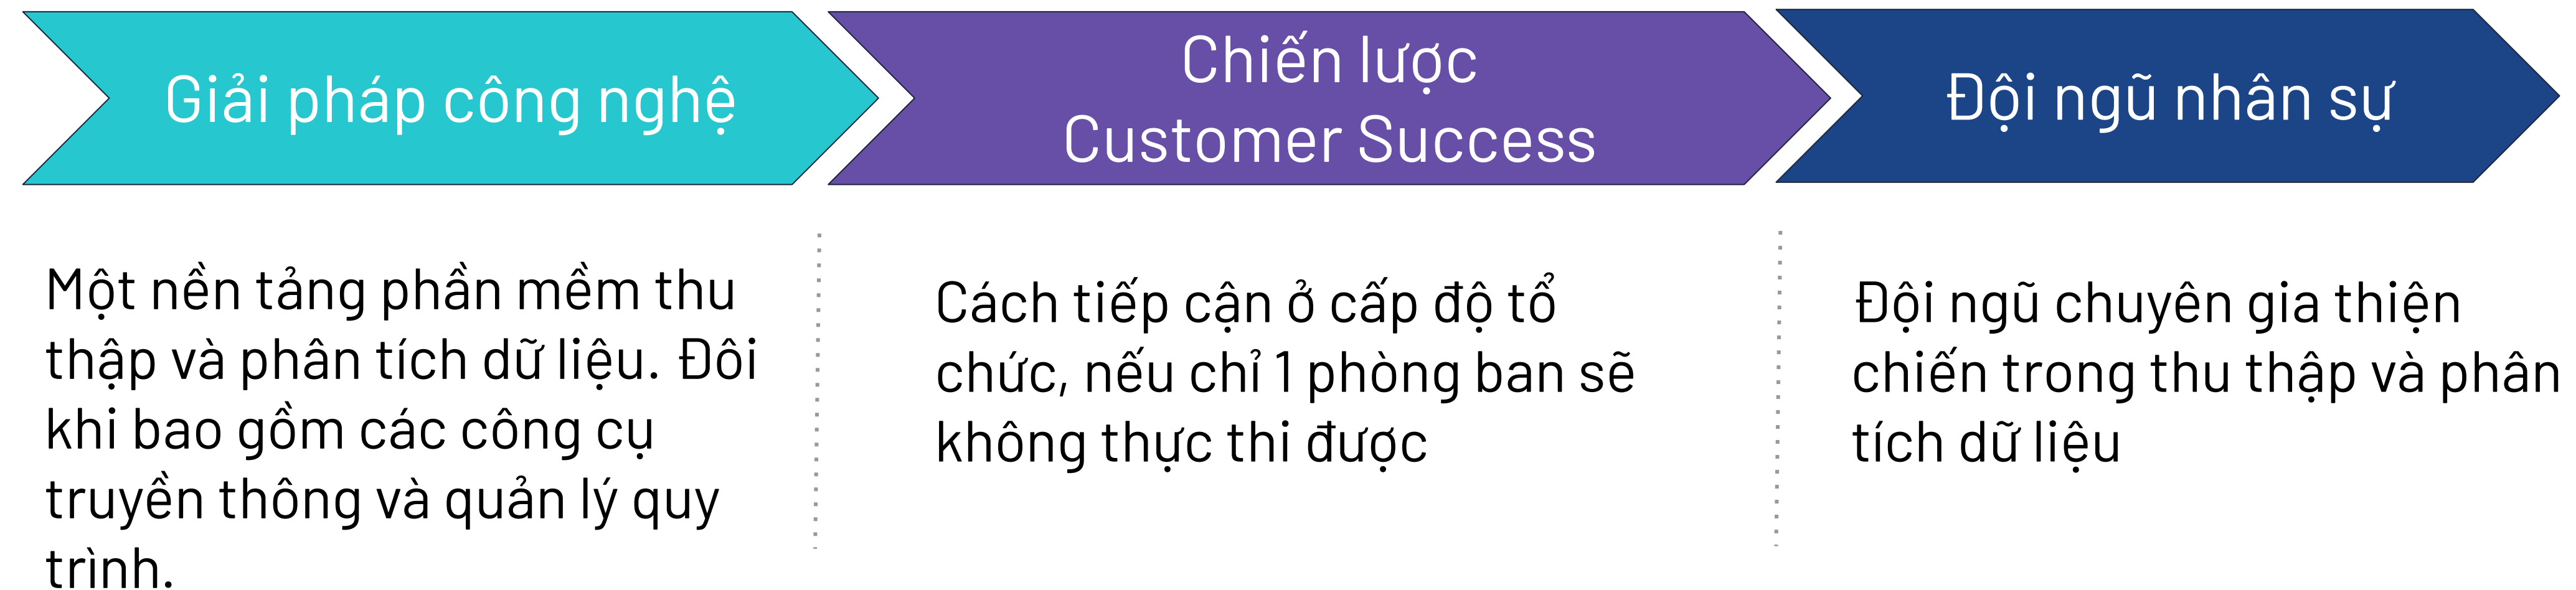 Giải pháp công nghệ
Chiến lược
Customer Success
Đội ngũ nhân sự
Một nền tảng phần mềm thu
thập và phân tích dữ liệu. Đôi
khi bao gồm các công cụ
truyền thông và quản lý quy
trình.
Cách tiếp cận ở cấp độ tổ
chức, nếu chỉ 1 phòng ban sẽ
không thực thi được
Đội ngũ chuyên gia thiện
chiến trong thu thập và phân
tích dữ liệu